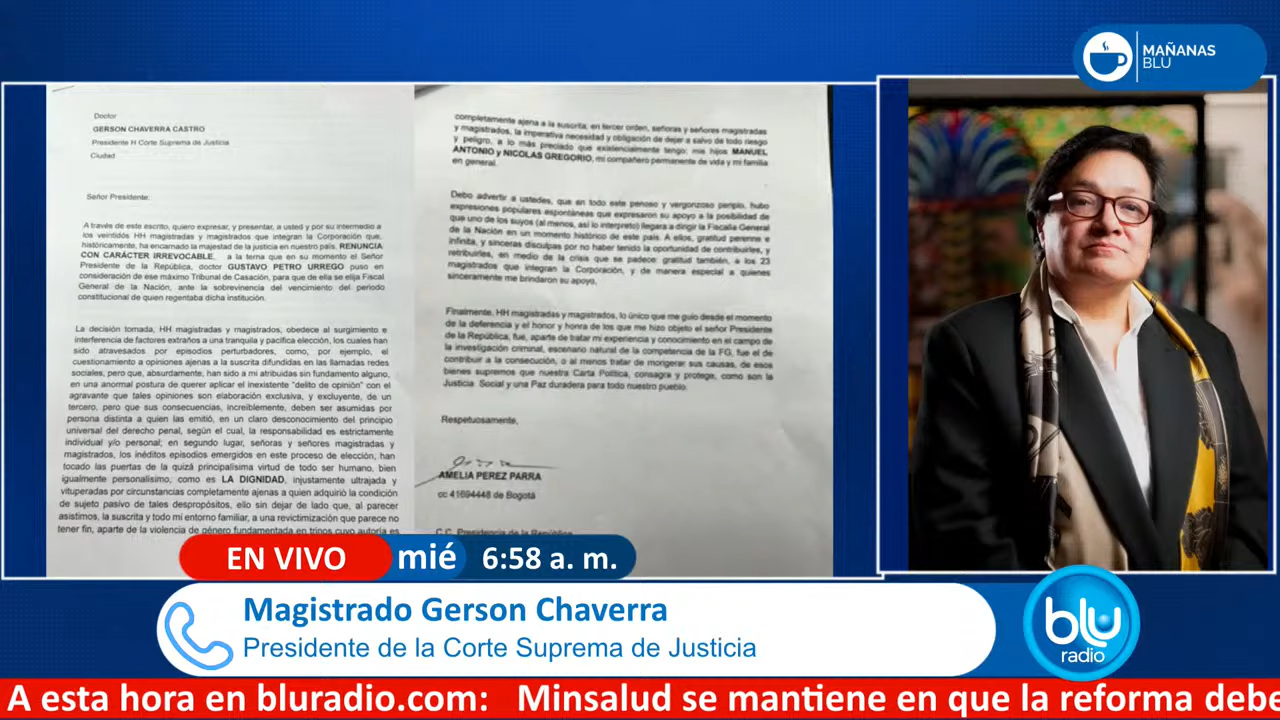 MAÑANAS
BLU
Doctor
GERSON CHAVERRA CASTRO
Presidente H Corte Suprema de Justicia
Ciudad
Señor Presidente:
A través de este escrito, quiero expresar, y presentar, a usted y por su intermedio a
los veintidós HH magistradas y magistrados que integran la Corporación que,
históricamente, ha encarnado la majestad de la justicia en nuestro país, RENUNCIA
CON CARÁCTER IRREVOCABLE, a la terna que en su momento el Señor
Presidente de la República, doctor GUSTAVO PETRO URREGO puso en
consideración de ese máximo Tribunal de Casación, para que de ella se elija Fiscal
General de la Nación, ante la sobrevinencia del vencimiento del periodo
constitucional de quien regentaba dicha institución.
La decisión tomada, HH magistradas y magistrados, obedece al surgimiento e
interferencia de factores extraños a una tranquila y pacífica elección, los cuales han
sido atravesados por episodios perturbadores, como, por ejemplo, el
cuestionamiento a opiniones ajenas a la suscrita difundidas en las llamadas redes
sociales, pero que, absurdamente, han sido a mi atribuidas sin fundamento alguno,
en una anormal postura de querer aplicar el inexistente "delito de opinión" con el
agravante que tales opiniones son elaboración exclusiva, y excluyente, de un
tercero, pero que sus consecuencias, increíblemente, deben ser asumidas por
persona distinta a quien las emitió, en un claro desconocimiento del principio
universal del derecho penal, según el cual, la responsabilidad es estrictamente
individual y/o personal; en segundo lugar, señoras y señores magistradas y
magistrados, los inéditos episodios emergidos en este proceso de elección, han
tocado las puertas de la quizá principalísima virtud de todo ser humano, bien
igualmente personalísimo, como es LA DIGNIDAD, injustamente ultrajada y
vituperadas por circunstancias completamente ajenas a quien adquirió la condición
de sujeto pasivo de tales despropósitos, ello sin dejar de lado que, al parecer
asistimos, la suscrita y todo mi entorno familiar, a una revictimización que parece no
tener fin, aparte de la violencia de género fundamentada en trinos cuyo autoría es
completamente ajena a la suscrita; en tercer orden, señoras y señores magistradas
y magistrados, la imperativa necesidad y obligación de dejar a salvo de todo riesgo
y peligro, a lo más preciado que existencialmente tengo: mis hijos MANUEL
ANTONIO y NICOLAS GREGORIO, mi compañero permanente de vida y mi familia
en general.
Debo advertir a ustedes, que en todo este penoso y vergonzoso periplo, hubo
expresiones populares espontáneas que expresaron su apoyo a la posibilidad de
que uno de los suyos (al menos, así lo interpreto) llegara a dirigir la Fiscalía General
de la Nación en un momento histórico de este país. A ellos, gratitud perenne e
infinita, y sinceras disculpas por no haber tenido la oportunidad de contribuirles, y
retribuirles, en medio de la crisis que se padece; gratitud también, a los 23
magistrados que integran la Corporación, y de manera especial a quienes
sinceramente me brindaron su apoyo.
Finalmente, HH magistradas y magistrados, lo único que me guio desde el momento
de la deferencia y el honor y honra de los que me hizo objeto el señor Presidente
de la República, fue, aparte de tratar mi experiencia y conocimiento en el campo de
la investigación criminal, escenario natural de la competencia de la FG, fue el de
contribuir a la consecución, o al menos tratar de morigerar sus causas, de esos
bienes supremos que nuestra Carta Política, consagra y protege, como son la
Justicia Social y una Paz duradera para todo nuestro pueblo.
Respetuosamente,
AMELIA PEREZ PARRA
cc 41694448 de Bogotá
C.C. Presidencia de la República
EN VIVO mié 6:58 a. m.
Magistrado Gerson Chaverra
Presidente de la Corte Suprema de Justicia
blu
radio
A esta hora en bluradio.com: Minsalud se mantiene en que la reforma debe